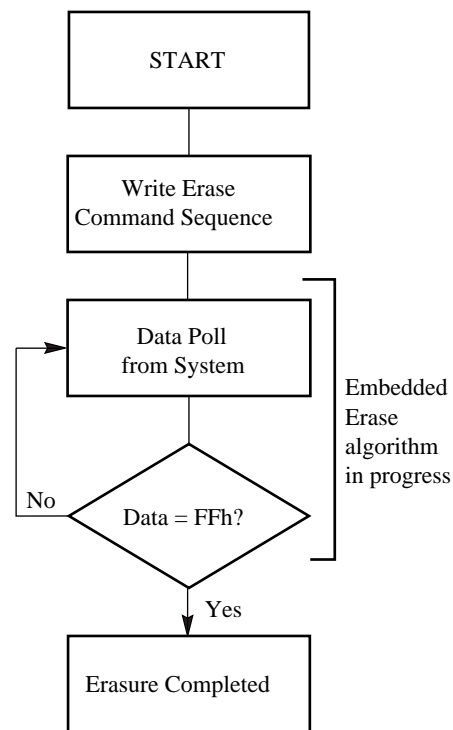 START
Write Erase
Command Sequence
Data Poll
from System
Embedded
Erase
algorithm
in progress
No
Data = FFh?
Yes
Erasure Completed